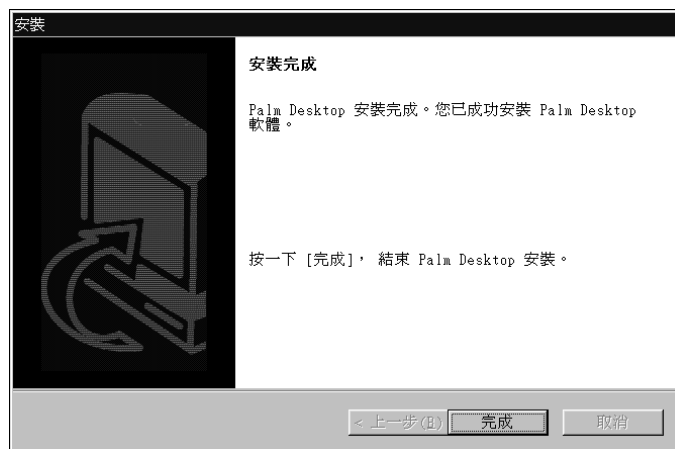 安裝
安裝完成
Palm Desktop 安裝完成。您已成功安裝 Palm Desktop
軟體。
按一下 [完成]， 結束 Palm Desktop 安裝。
< 上一步(B) 完成 取消